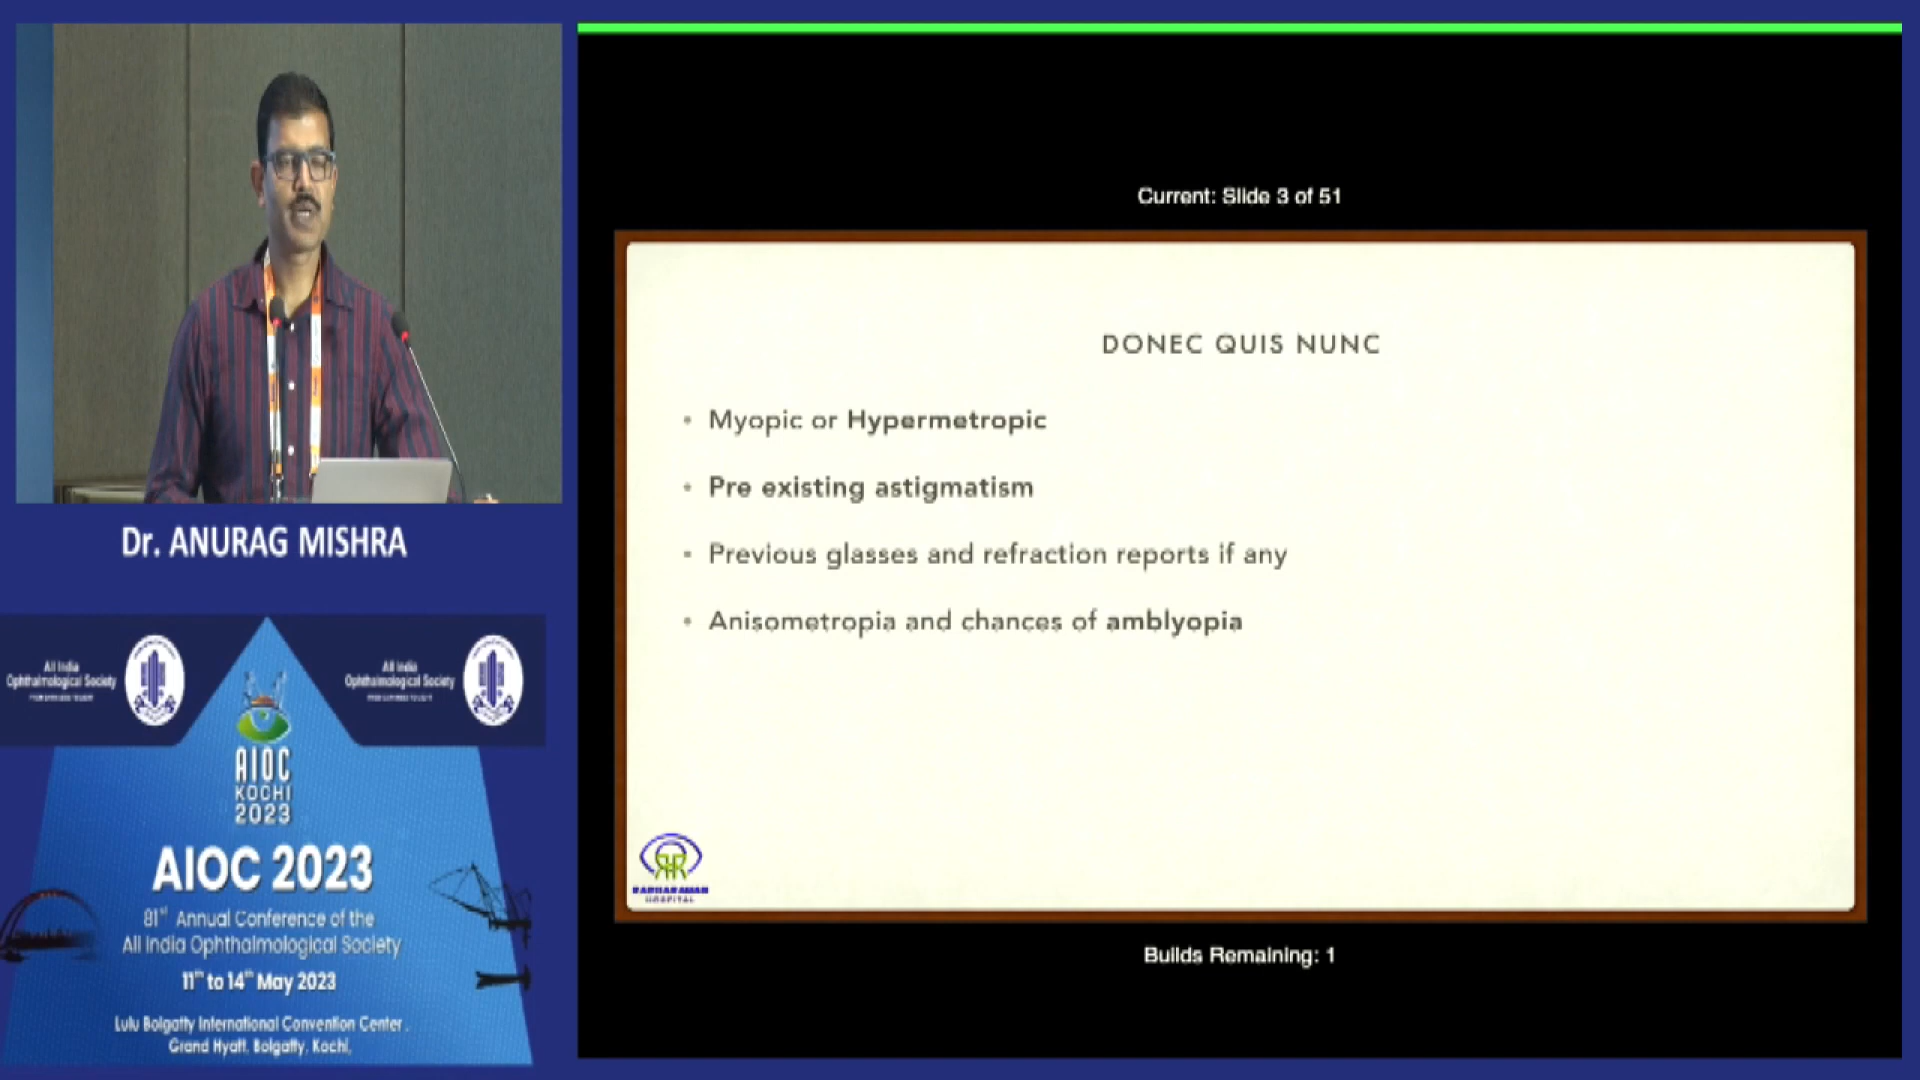 Current: Slide 3 of 51
DONEC QUIS NUNC
• Myopic or Hypermetropic
• Pre existing astigmatism
• Previous glasses and refraction reports if any
• Anisometropia and chances of amblyopia
HOSPITAL
Builds Remaining: 1
Dr. ANURAG MISHRA
All India
Ophthalmological Society
All India
Ophthalmological Society
AIOC
KOCHI
2023
AIOC 2023
81st Annual Conference of the
All India Ophthalmological Society
11th to 14th May 2023
Lulu Bolgatty International Convention Center,
Grand Hyatt, Bolgatty, Kochi,